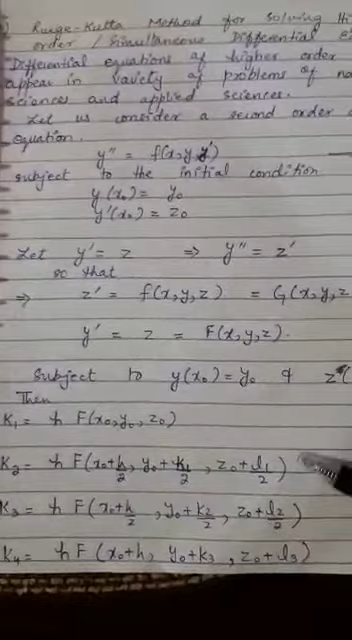 Runge-Kutta Method for Solving Hi
order / Simultaneous Differential e
Differential equations of higher order
appear in vavety of problems of na
sciences and applied sciences.
Let us consider a second order
equation.
y'' = f(x,y,y')
subject to the initial condition
y(x₀) = y₀
y'(x₀) = z₀
Let y' = z ⇒ y'' = z'
so that
⇒ z' = f(x,y,z) = G(x,y,z
y' = z = F(x,y,z).
Subject to y(x₀) = y₀ & z(
Then
K₁ = h F(x₀,y₀,z₀)
K₂ = h F(x₀+h/2, y₀+k₁/2, z₀+l₁/2)
K₃ = h F(x₀+h/2, y₀+k₂/2, z₀+l₂/2)
K₄ = h F(x₀+h, y₀+k₃, z₀+l₃)